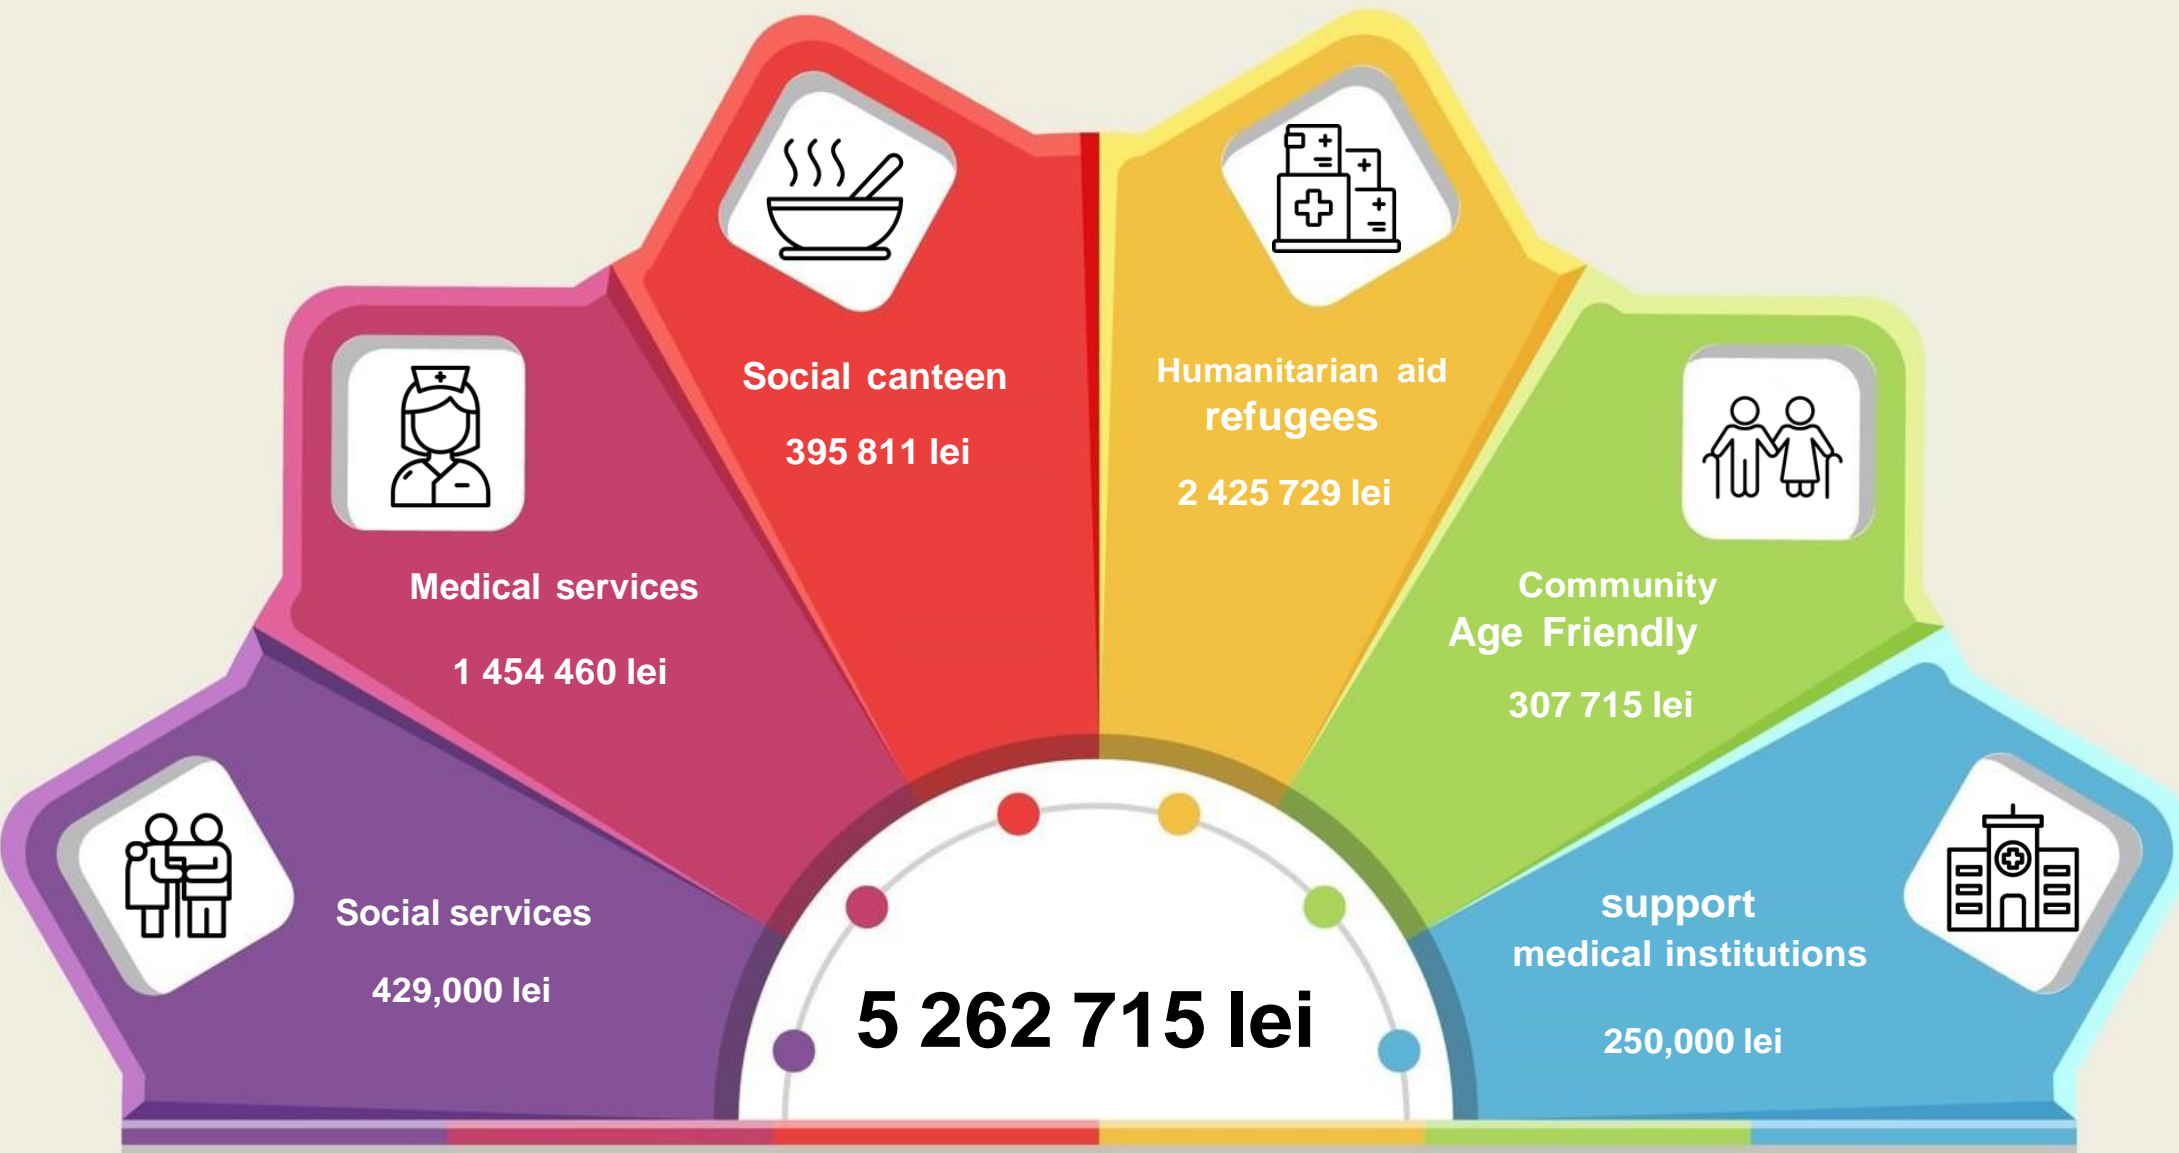 Social canteen
395 811 lei
Humanitarian aid
refugees
2 425 729 lei
Medical services
1 454 460 lei
Community
Age Friendly
307 715 lei
Social services
429,000 lei
support
medical institutions
250,000 lei
5 262 715 lei